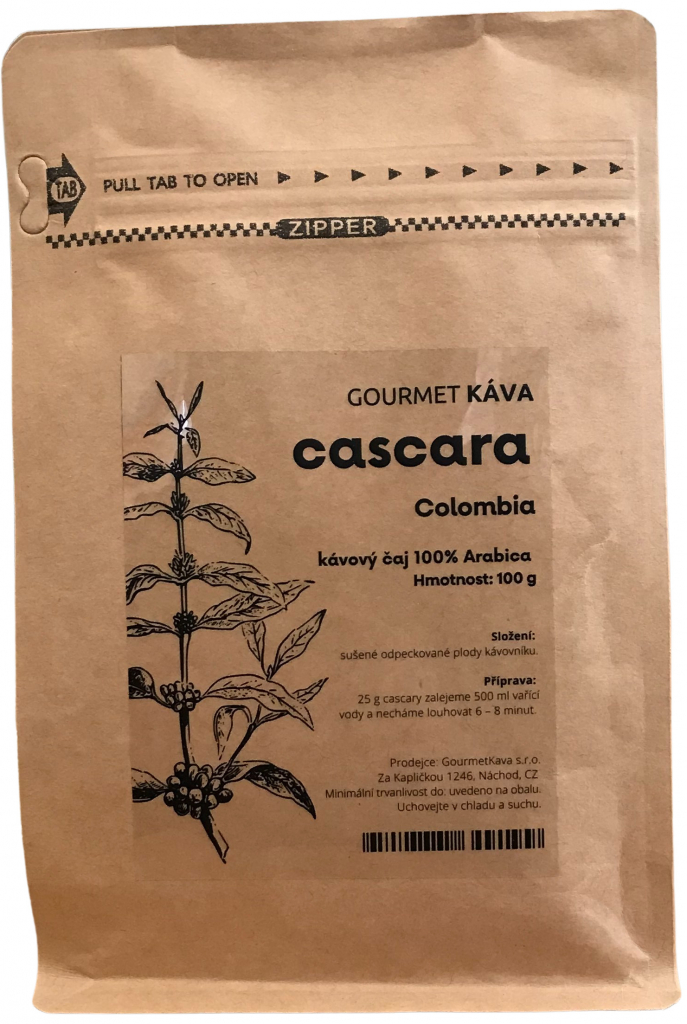 TAB
PULL TAB TO OPEN
ZIPPER
GOURMET KÁVA
cascara
Colombia
kávový čaj 100% Arabica
Hmotnost: 100 g
Složení:
sušené odpeckované plody kávovníku.
Příprava:
25 g cascary zalejeme 500 ml vařící
vody a necháme louhovat 6 – 8 minut.
Prodejce: GourmetKava s.r.o.
Za Kapličkou 1246, Náchod, CZ
Minimální trvanlivost do: uvedeno na obalu.
Uchovejte v chladu a suchu.